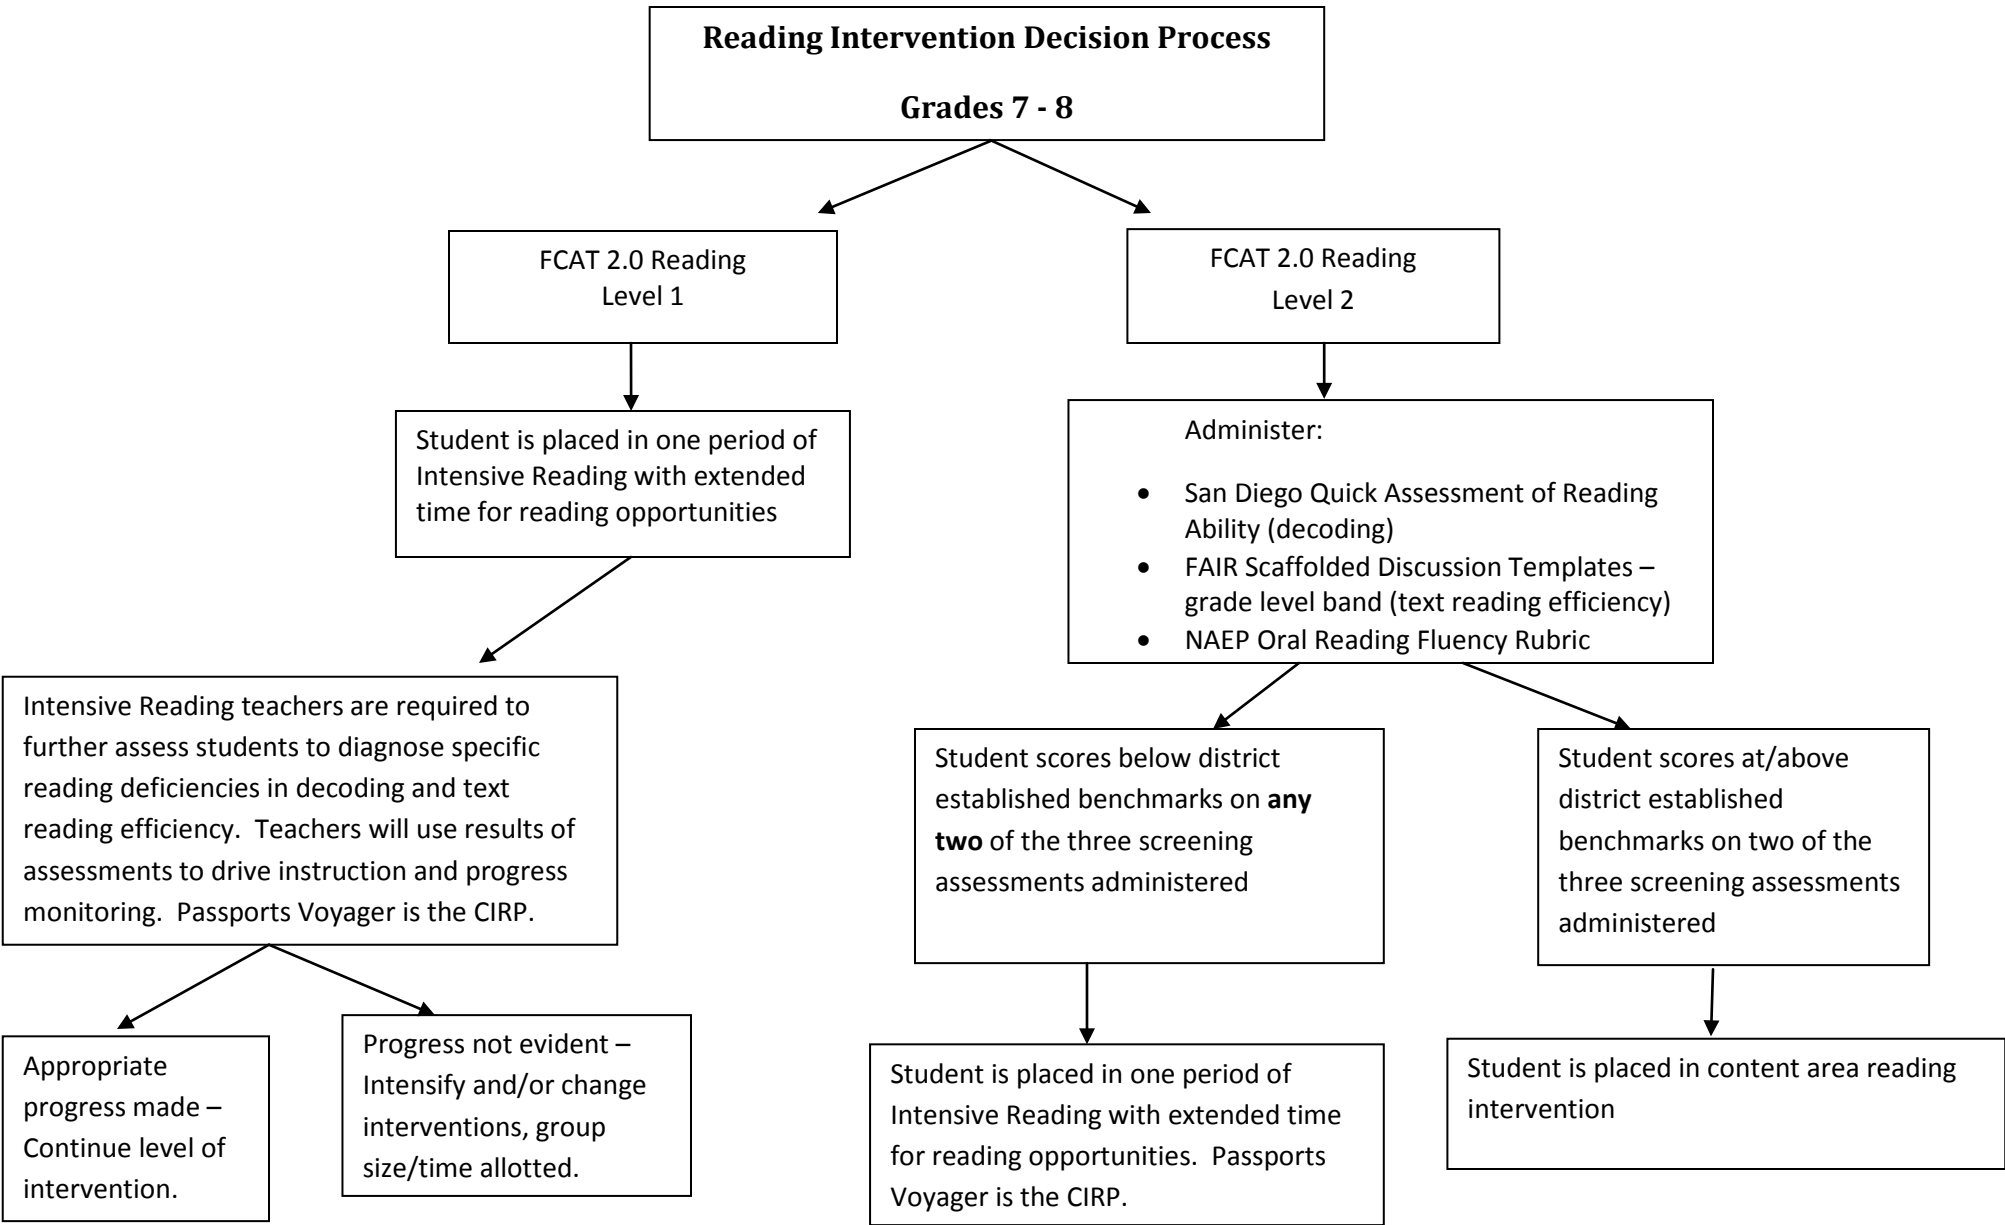 Reading Intervention Decision Process
Grades 7 - 8
FCAT 2.0 Reading
Level 1
FCAT 2.0 Reading
Level 2
Student is placed in one period of
Intensive Reading with extended
time for reading opportunities
Administer:
• San Diego Quick Assessment of Reading
Ability (decoding)
• FAIR Scaffolded Discussion Templates –
grade level band (text reading efficiency)
• NAEP Oral Reading Fluency Rubric
Intensive Reading teachers are required to
further assess students to diagnose specific
reading deficiencies in decoding and text
reading efficiency.  Teachers will use results of
assessments to drive instruction and progress
monitoring.  Passports Voyager is the CIRP.
Student scores below district
established benchmarks on any
two of the three screening
assessments administered
Student scores at/above
district established
benchmarks on two of the
three screening assessments
administered
Appropriate
progress made –
Continue level of
intervention.
Progress not evident –
Intensify and/or change
interventions, group
size/time allotted.
Student is placed in one period of
Intensive Reading with extended time
for reading opportunities.  Passports
Voyager is the CIRP.
Student is placed in content area reading
intervention